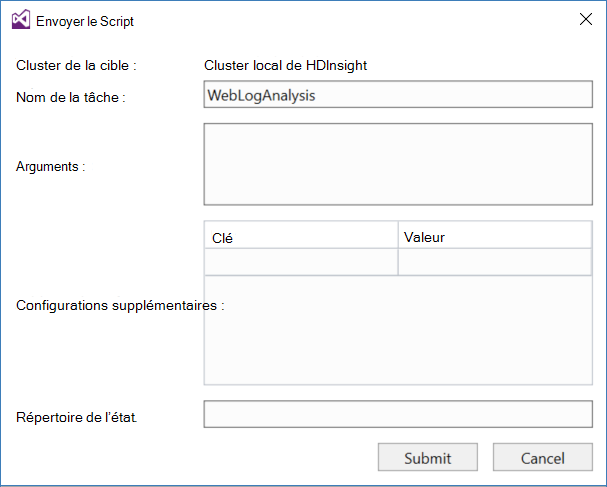 Envoyer le Script
Cluster de la cible : Cluster local de HDInsight
Nom de la tâche : WebLogAnalysis
Arguments :
Clé Valeur
Configurations supplémentaires :
Répertoire de l'état.
Submit Cancel